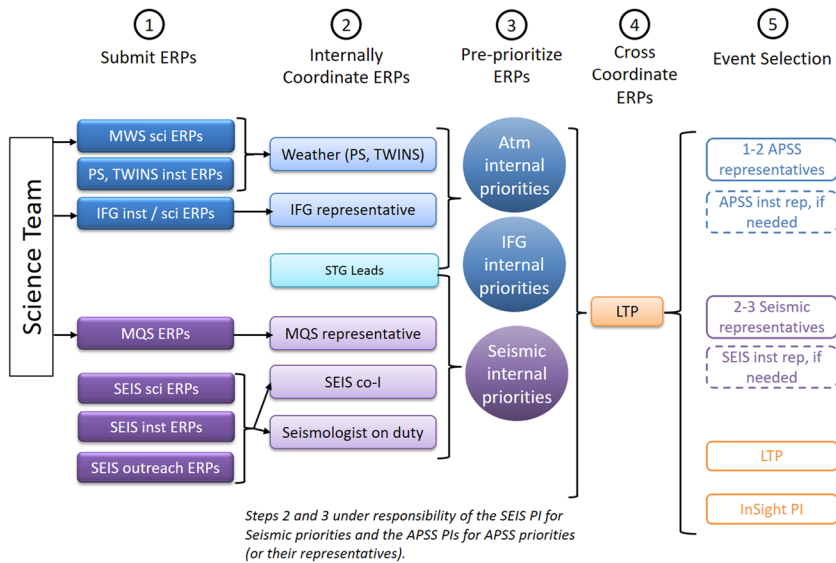 1
Submit ERPs
2
Internally
Coordinate ERPs
3
Pre-prioritize
ERPs
4
Cross
Coordinate
ERPs
5
Event Selection
Science Team
MWS sci ERPs
PS, TWINS inst ERPs
IFG inst / sci ERPs
MQS ERPs
SEIS sci ERPs
SEIS inst ERPs
SEIS outreach ERPs
Weather (PS, TWINS)
IFG representative
STG Leads
MQS representative
SEIS co-I
Seismologist on duty
Atm
internal
priorities
IFG
internal
priorities
Seismic
internal
priorities
LTP
1-2 APSS
representatives
APSS inst rep, if
needed
2-3 Seismic
representatives
SEIS inst rep, if
needed
LTP
InSight PI
Steps 2 and 3 under responsibility of the SEIS PI for
Seismic priorities and the APSS PIs for APSS priorities
(or their representatives).